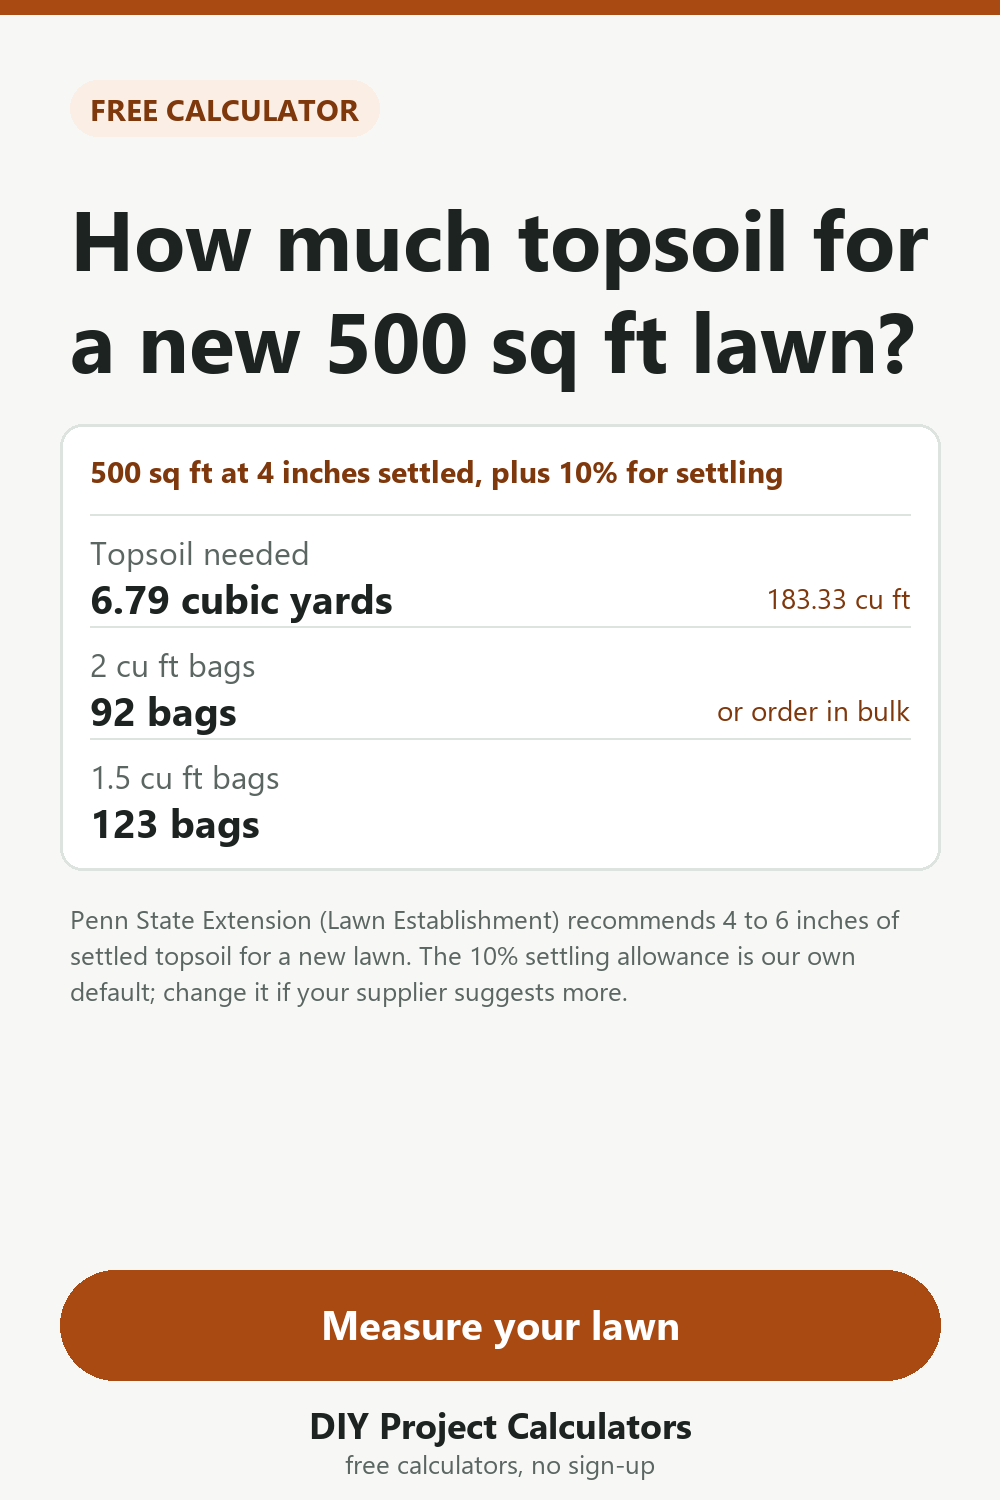 FREE CALCULATOR
How much topsoil for
a new 500 sq ft lawn?
500 sq ft at 4 inches settled, plus 10% for settling
Topsoil needed
6.79 cubic yards 183.33 cu ft
2 cu ft bags
92 bags or order in bulk
1.5 cu ft bags
123 bags
Penn State Extension (Lawn Establishment) recommends 4 to 6 inches of
settled topsoil for a new lawn. The 10% settling allowance is our own
default; change it if your supplier suggests more.
Measure your lawn
DIY Project Calculators
free calculators, no sign-up